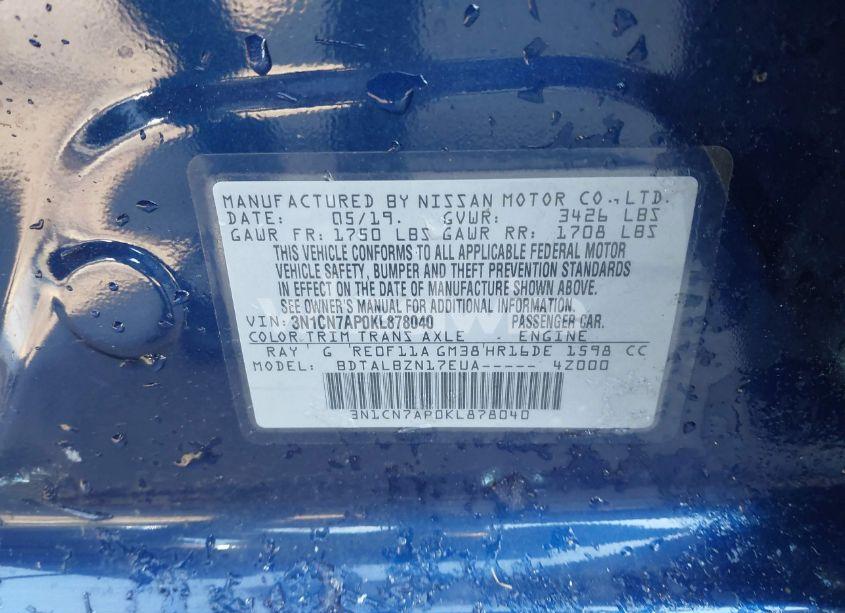 MANUFACTURED BY NISSAN MOTOR CO., LTD.
DATE: 05/19. GVWR: 3426 LBS
GAWR FR: 1750 LBS GAWR RR: 1708 LBS
THIS VEHICLE CONFORMS TO ALL APPLICABLE FEDERAL MOTOR
VEHICLE SAFETY, BUMPER AND THEFT PREVENTION STANDARDS
IN EFFECT ON THE DATE OF MANUFACTURE SHOWN ABOVE.
SEE OWNER'S MANUAL FOR ADDITIONAL INFORMATION.
VIN: 3N1CN7AP0KL878040 PASSENGER CAR.
COLOR TRIM TRANS AXLE ENGINE
RAY G RE0F11A GM38 HR16DE 1598 CC
MODEL: BDTALBZN17EUA----- 4Z000
3N1CN7AP0KL878040